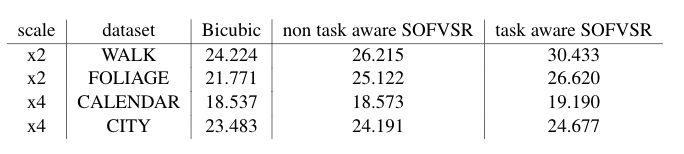 scale dataset Bicubic non task aware SOFVSR task aware SOFVSR
x2 WALK 24.224 26.215 30.433
x2 FOLIAGE 21.771 25.122 26.620
x4 CALENDAR 18.537 18.573 19.190
x4 CITY 23.483 24.191 24.677